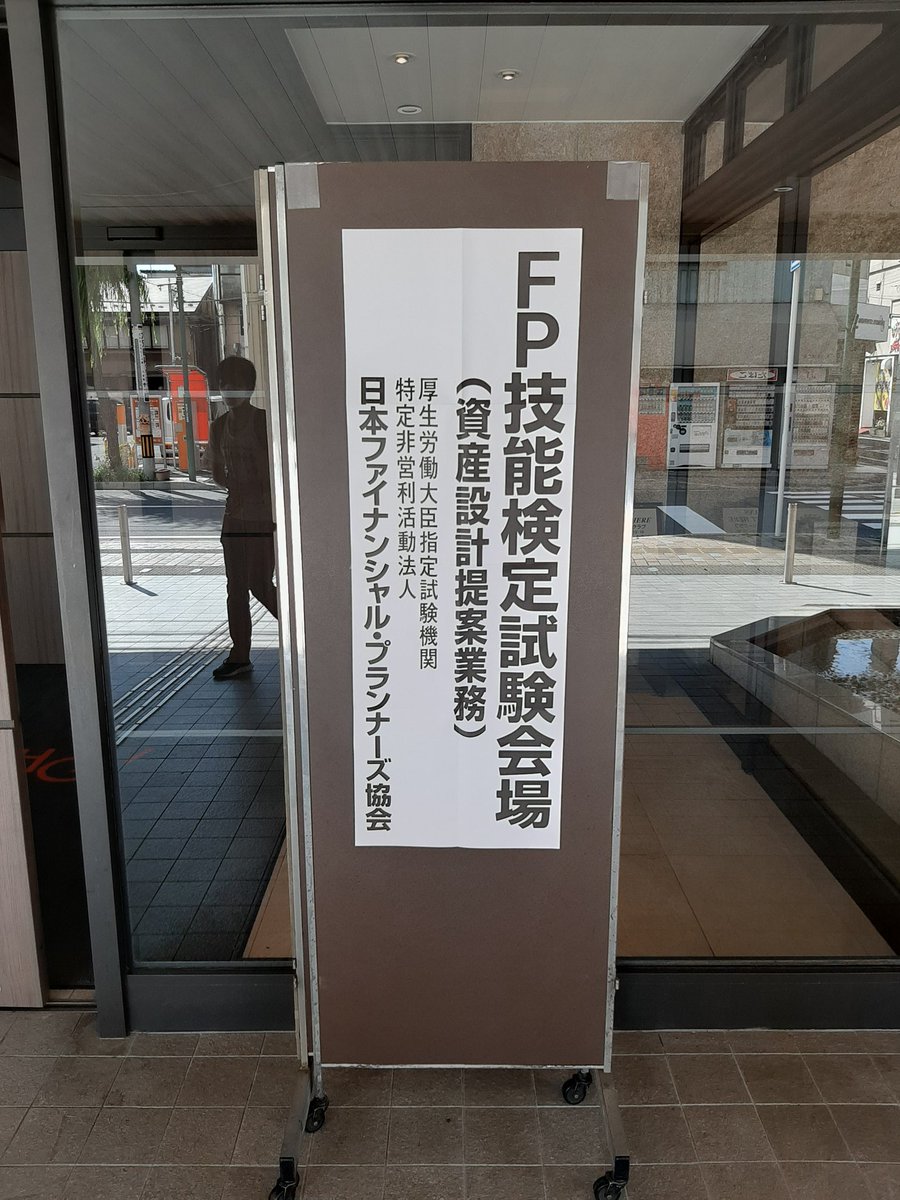 FP技能検定試験会場
(資産設計提案業務)
厚生労働大臣指定試験機関
特定非営利活動法人
日本ファイナンシャル・プランナーズ協会